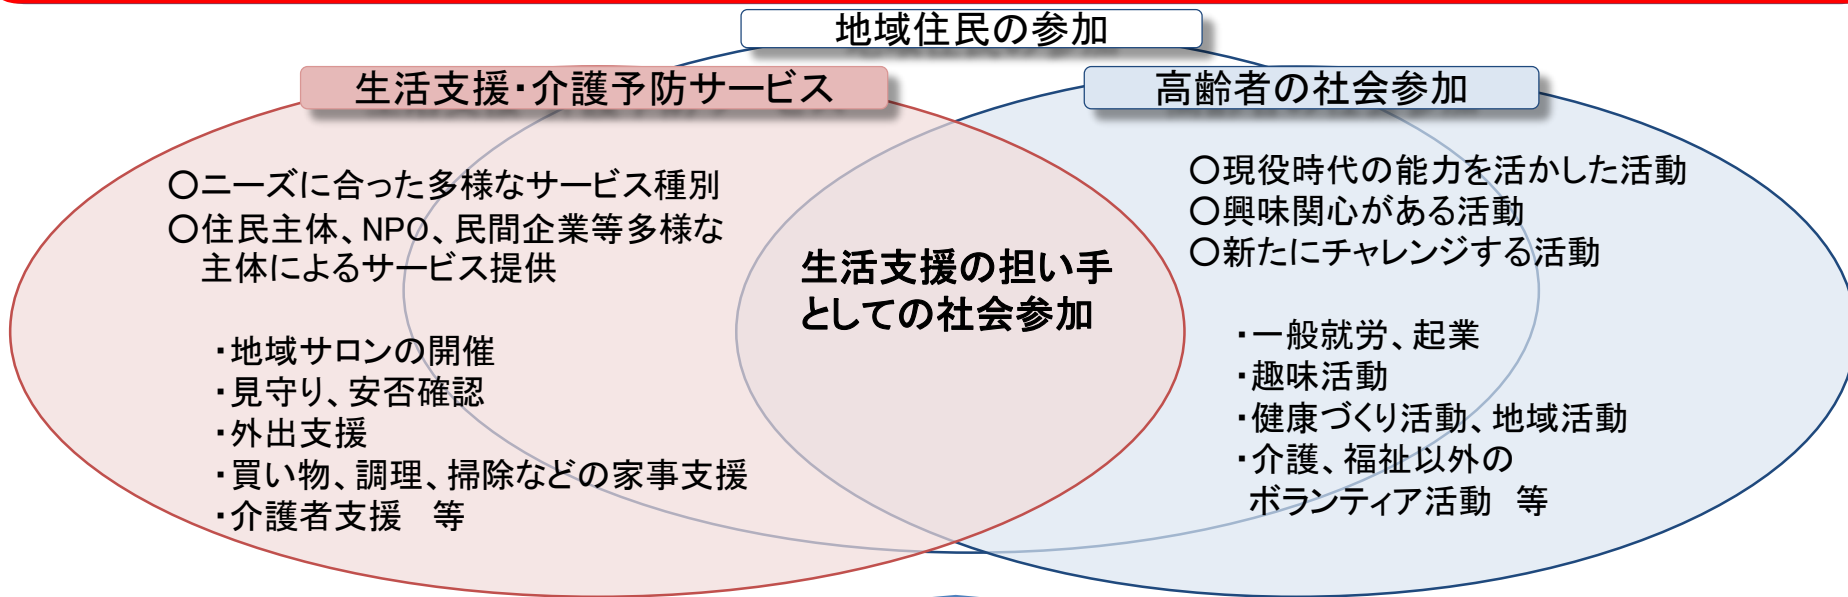 地域住民の参加
生活支援・介護予防サービス
〇ニーズに合った多様なサービス種別
〇住民主体、NPO、民間企業等多様な
主体によるサービス提供
・地域サロンの開催
・見守り、安否確認
・外出支援
・買い物、調理、掃除などの家事支援
・介護者支援　等
生活支援の担い手
としての社会参加
高齢者の社会参加
〇現役時代の能力を活かした活動
〇興味関心がある活動
〇新たにチャレンジする活動
・一般就労、起業
・趣味活動
・健康づくり活動、地域活動
・介護、福祉以外の
ボランティア活動　等